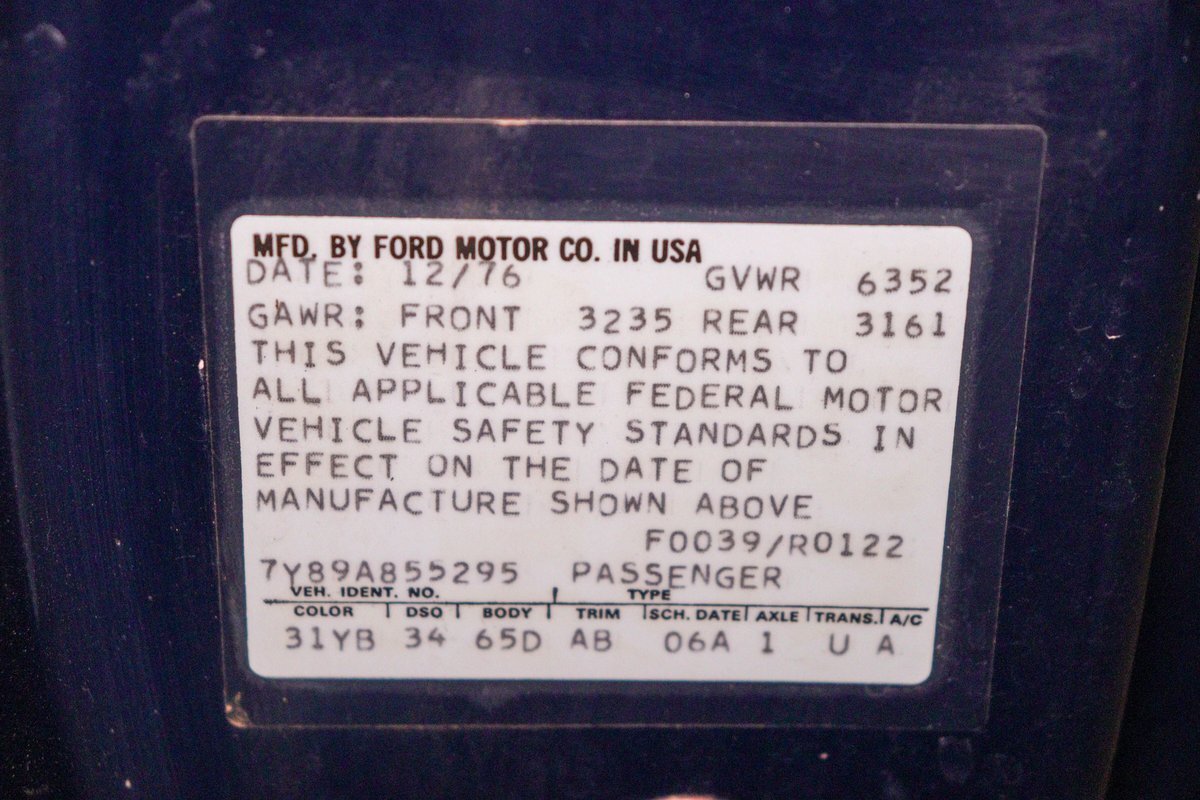 MFD. BY FORD MOTOR CO. IN USA
DATE: 12/76 GVWR 6352
GAWR: FRONT 3235 REAR 3161
THIS VEHICLE CONFORMS TO
ALL APPLICABLE FEDERAL MOTOR
VEHICLE SAFETY STANDARDS IN
EFFECT ON THE DATE OF
MANUFACTURE SHOWN ABOVE
F0039/R0122
7Y89A855295 PASSENGER
VEH. IDENT. NO. TYPE
COLOR DSO BODY TRIM SCH. DATE AXLE TRANS. A/C
31YB 34 65D AB 06A 1 U A